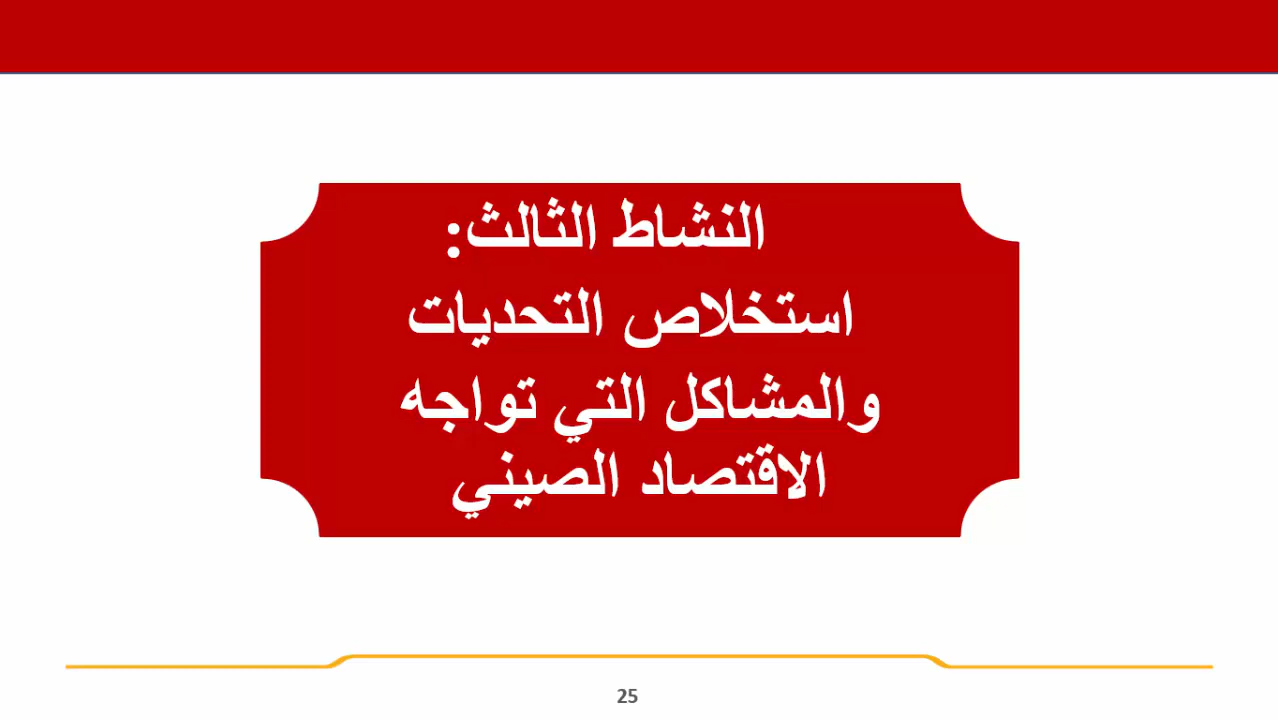 النشاط الثالث:
استخلاص التحديات
والمشاكل التي تواجه
الاقتصاد الصيني
25